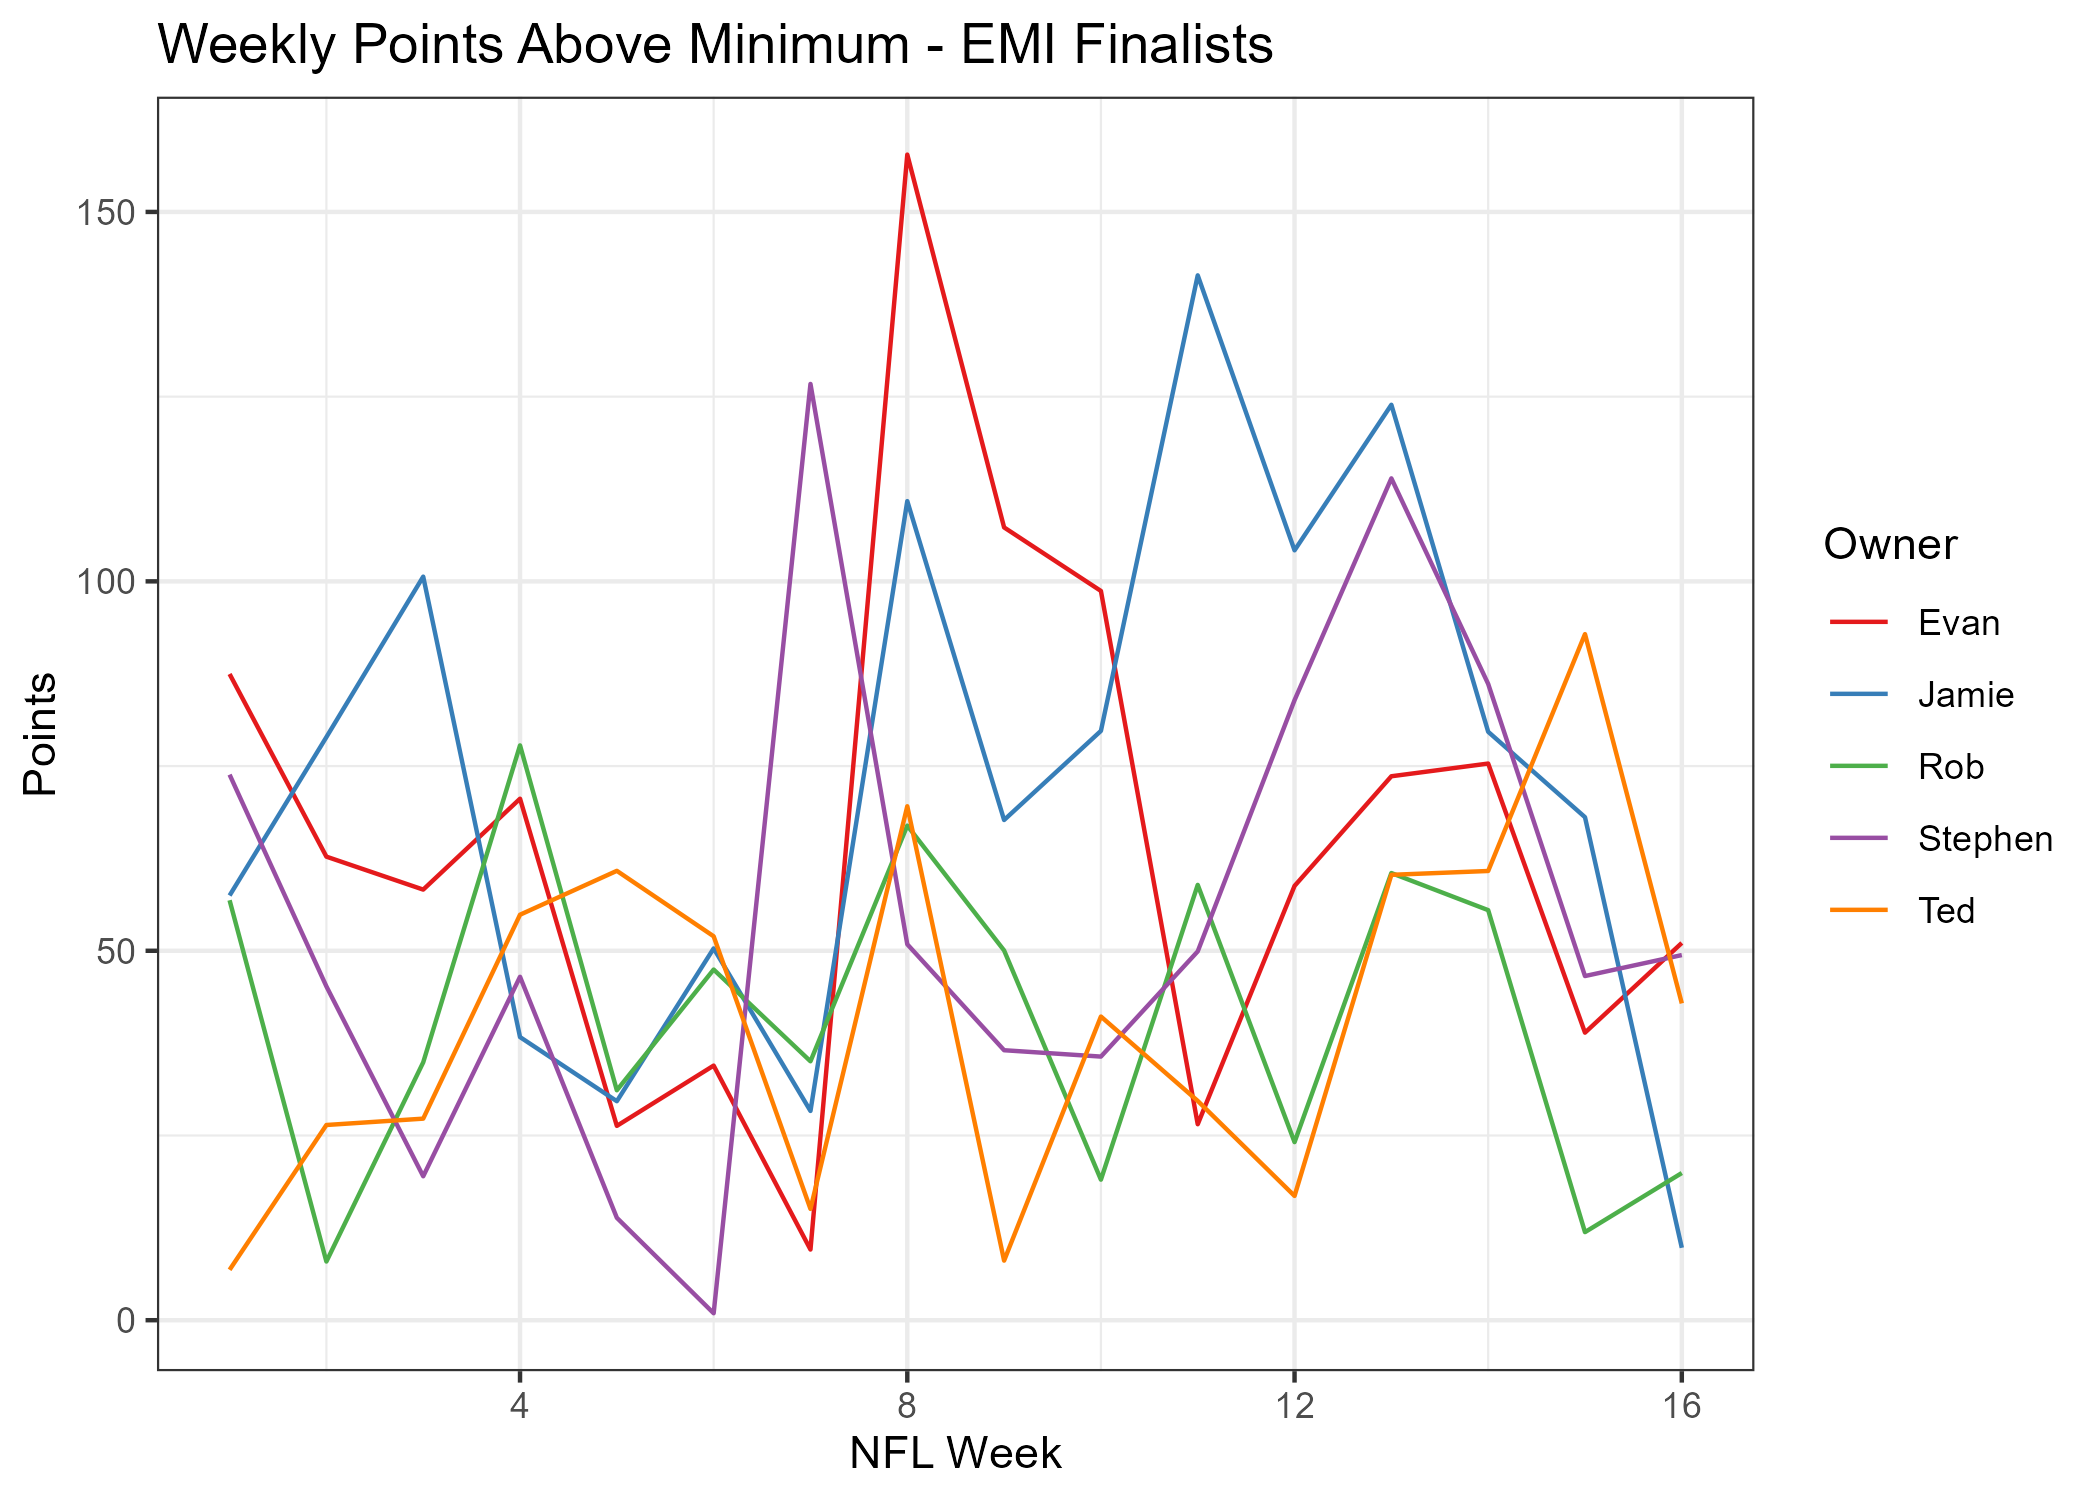 Weekly Points Above Minimum - EMI Finalists
150
100
50
0
Points
4
8
12
16
NFL Week
Owner
Evan
Jamie
Rob
Stephen
Ted